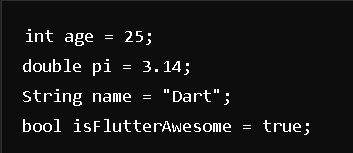 int age = 25;
double pi = 3.14;
String name = "Dart";
bool isFlutterAwesome = true;